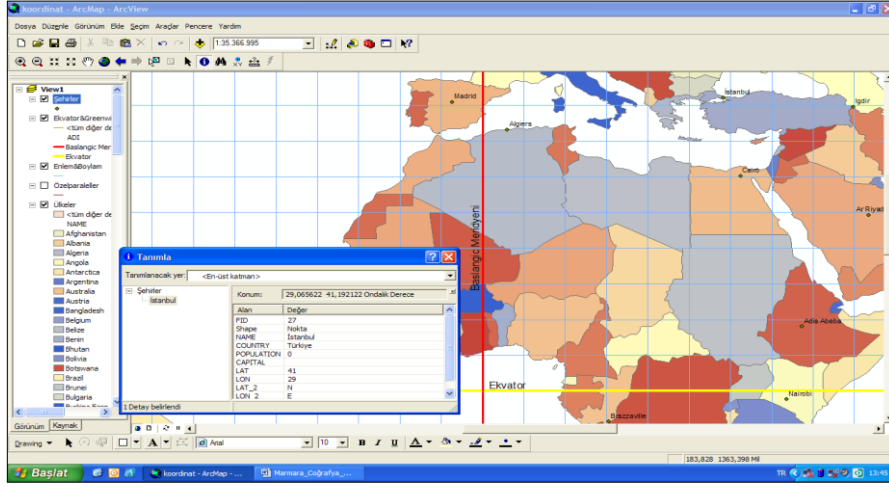 koordinat - ArcMap - ArcView
Dosya Düzenle Görünüm Ekle Seçim Araçlar Pencere Yardım
1:35.366.995
View1
Şehirler
Ekvator&Greenwi
<tüm diğer de
ADI
Baslangic Mer
Ekvator
Enlem&Boylam
Özelparaleller
Ülkeler
<tüm diğer de
NAME
Afghanistan
Albania
Algeria
Angola
Antarctica
Argentina
Australia
Austria
Bangladesh
Belgium
Belize
Benin
Bhutan
Bolivia
Botswana
Brazil
Brunei
Bulgaria
Görünüm Kaynak
Madrid
Algiers
İstanbul
Igdir
Cairo
Ar Riyad
Adis Ababa
Nairobi
Brazzaville
Baslangic Meridyeni
Ekvator
Tanımla
Tanımlanacak yer: <En-üst katman>
Şehirler
İstanbul
Konum: 29,065622 41,192122 Ondalık Derece
Alan Değer
FID 27
Shape Nokta
NAME İstanbul
COUNTRY Türkiye
POPULATION 0
CAPITAL
LAT 41
LON 29
LAT_2 N
LON_2 E
1 Detay belirlendi
Drawing A Arial 10 B I U A
183,828 1363,398 Mil
Başlat koordinat - ArcMap - ... Marmara_Coğrafya_... TR 13:45